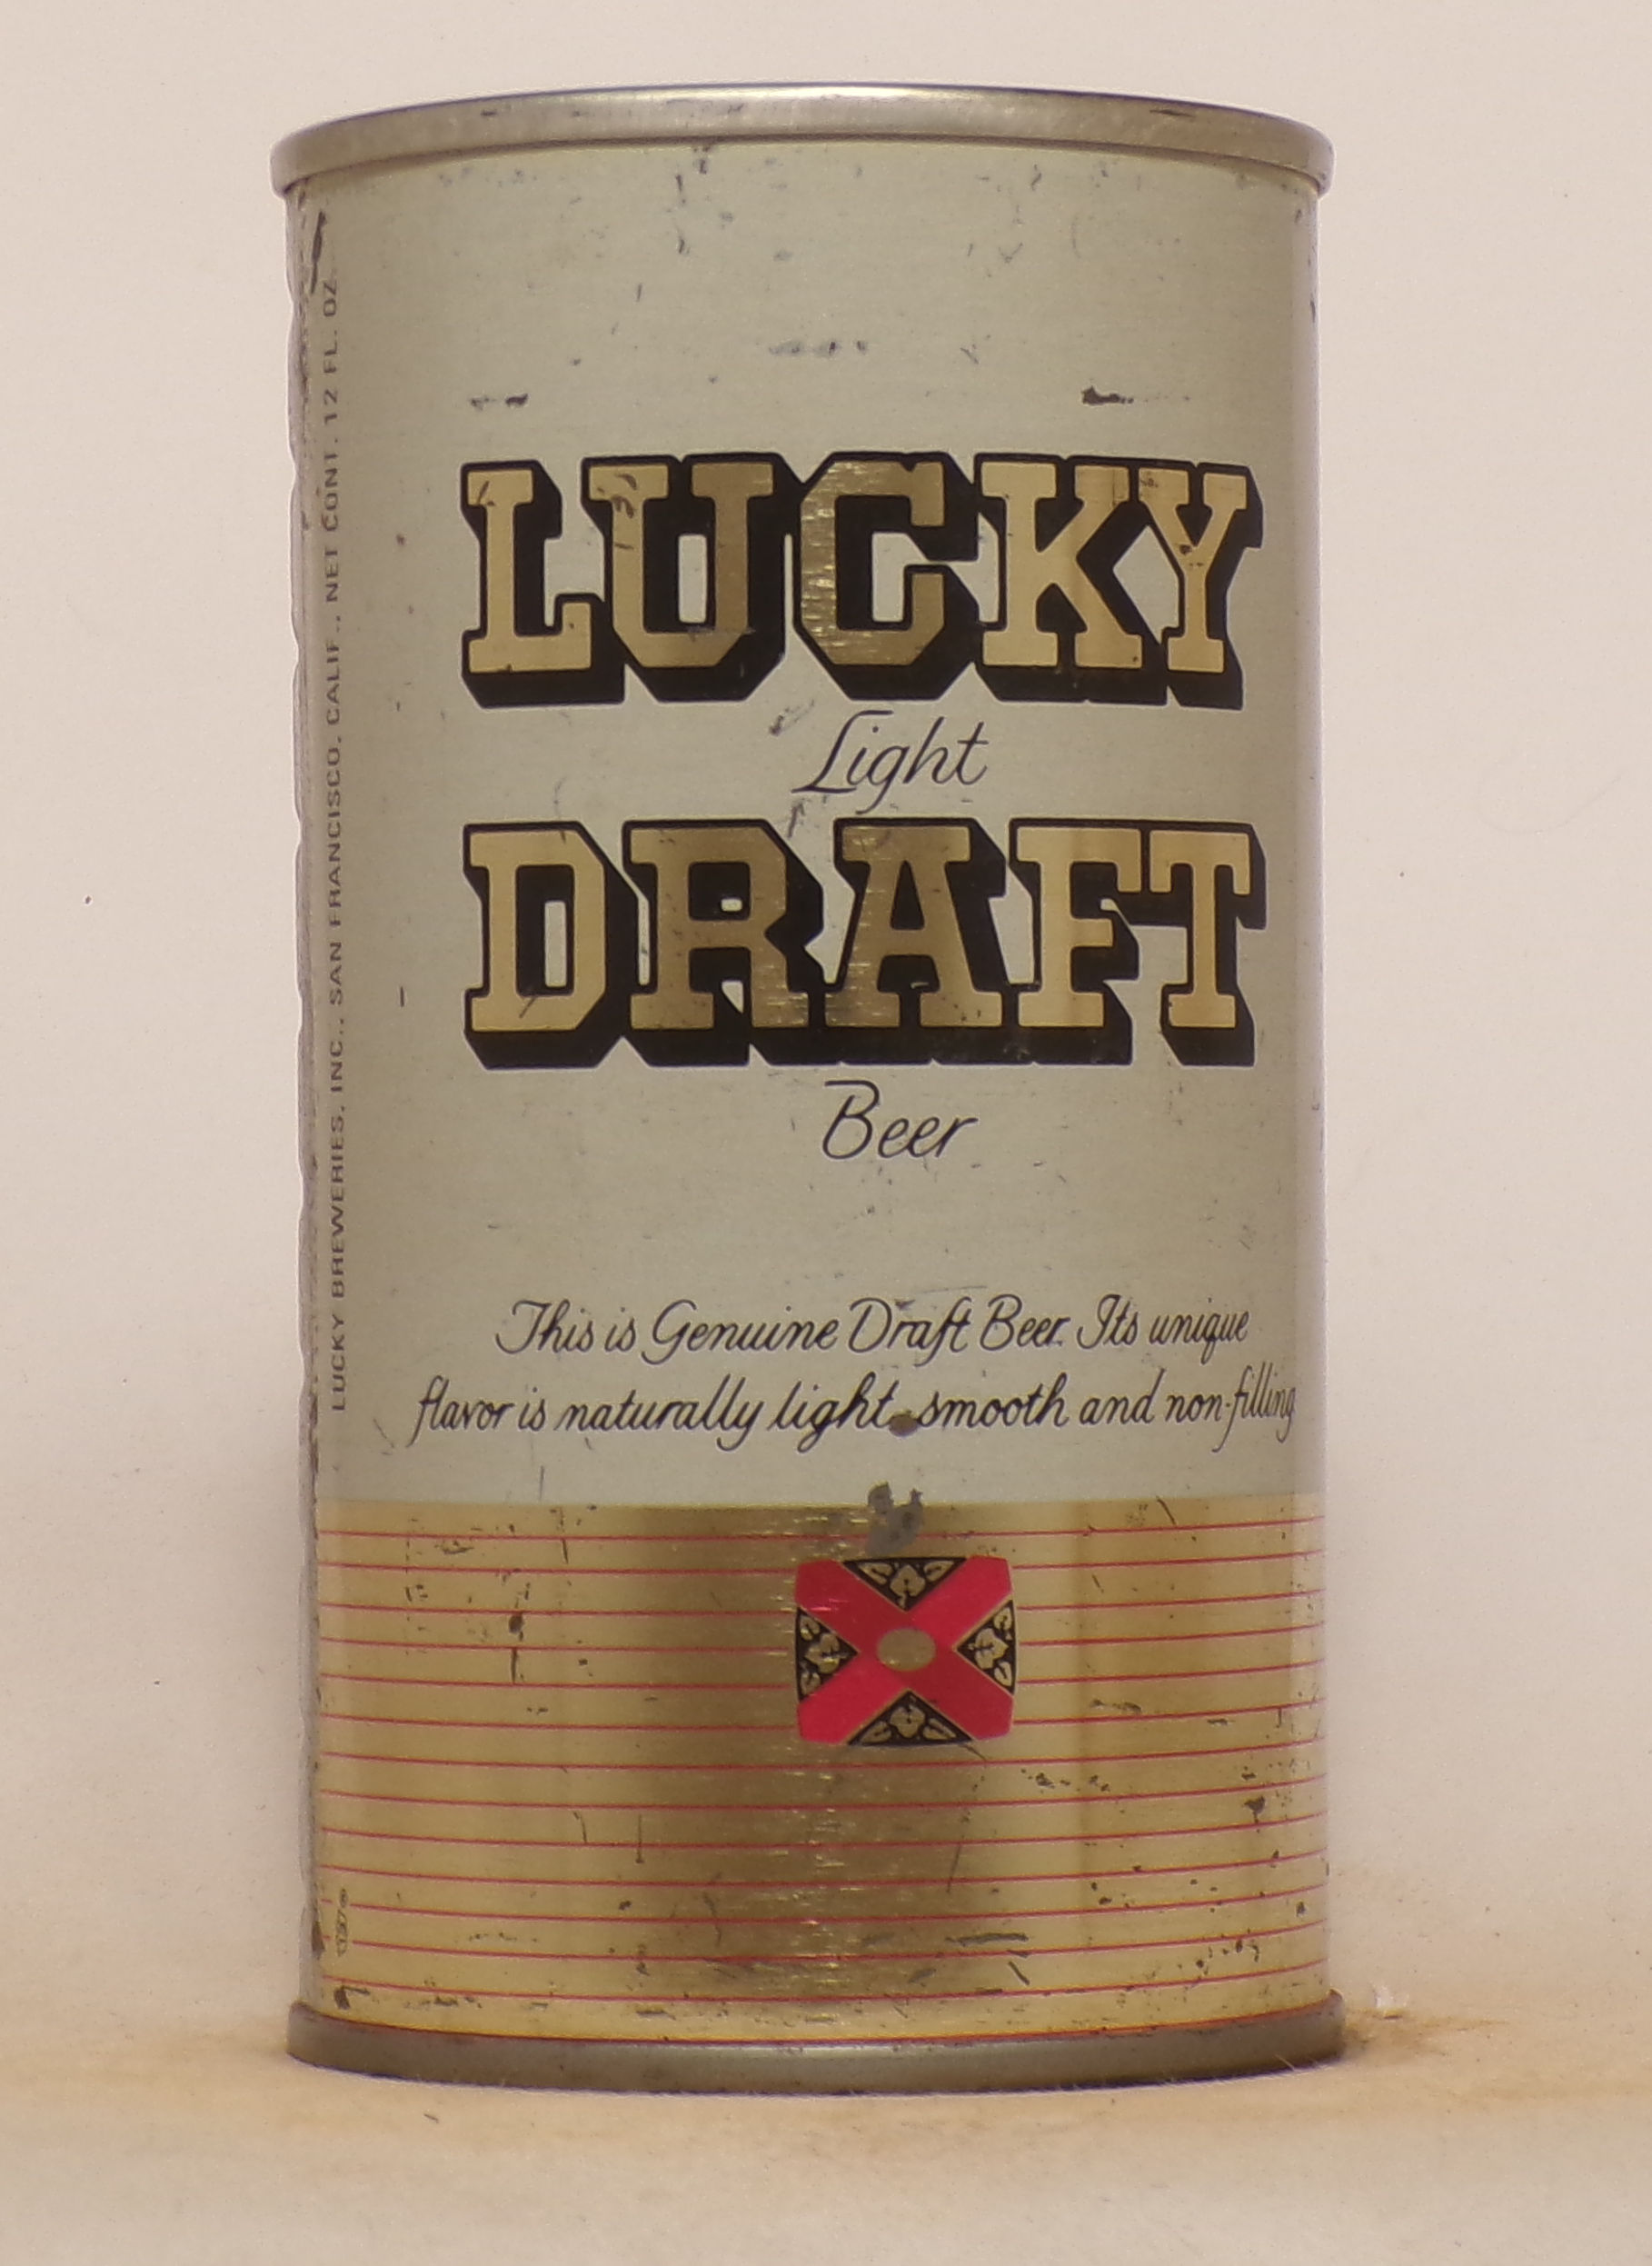 LUCKY
Light
DRAFT
Beer
This is Genuine Draft Beer. Its unique
flavor is naturally light, smooth and non-filling
LUCKY BREWERIES, INC., SAN FRANCISCO, CALIF., NET CONT. 12 FL. OZ.